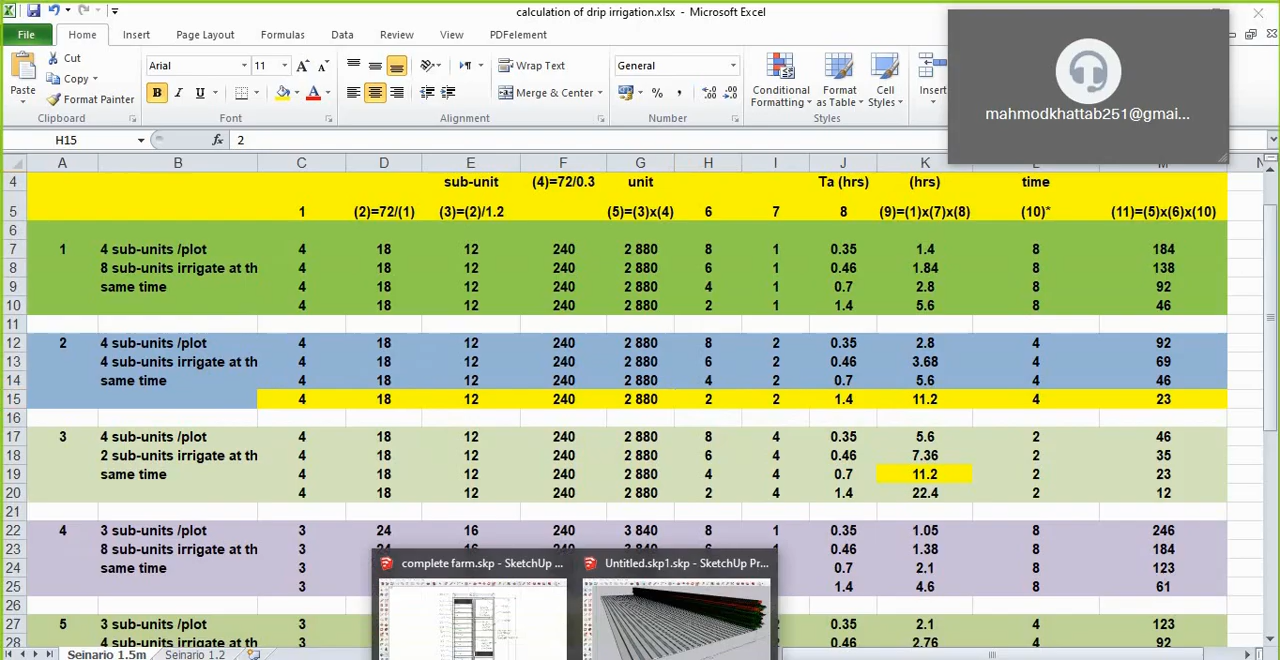 calculation of drip irrigation.xlsx - Microsoft Excel
File Home Insert Page Layout Formulas Data Review View PDFelement
Cut
Copy
Format Painter
Paste
Clipboard
Arial 11
B I U
Font
Wrap Text
Merge & Center
Alignment
General
Number
Conditional Formatting
Format as Table
Cell Styles
Styles
Insert
mahmodkhattab251@gmai...
H15 fx 2
A B C D E F G H I J K L M N
4 sub-unit (4)=72/0.3 unit Ta (hrs) (hrs) time
5 1 (2)=72/(1) (3)=(2)/1.2 (5)=(3)x(4) 6 7 8 (9)=(1)x(7)x(8) (10)* (11)=(5)x(6)x(10)
6
7 1 4 sub-units /plot 4 18 12 240 2 880 8 1 0.35 1.4 8 184
8 8 sub-units irrigate at th 4 18 12 240 2 880 6 1 0.46 1.84 8 138
9 same time 4 18 12 240 2 880 4 1 0.7 2.8 8 92
10 4 18 12 240 2 880 2 1 1.4 5.6 8 46
11
12 2 4 sub-units /plot 4 18 12 240 2 880 8 2 0.35 2.8 4 92
13 4 sub-units irrigate at th 4 18 12 240 2 880 6 2 0.46 3.68 4 69
14 same time 4 18 12 240 2 880 4 2 0.7 5.6 4 46
15 4 18 12 240 2 880 2 2 1.4 11.2 4 23
16
17 3 4 sub-units /plot 4 18 12 240 2 880 8 4 0.35 5.6 2 46
18 2 sub-units irrigate at th 4 18 12 240 2 880 6 4 0.46 7.36 2 35
19 same time 4 18 12 240 2 880 4 4 0.7 11.2 2 23
20 4 18 12 240 2 880 2 4 1.4 22.4 2 12
21
22 4 3 sub-units /plot 3 24 16 240 3 840 8 1 0.35 1.05 8 246
23 8 sub-units irrigate at th 3 0.46 1.38 8 184
24 same time 3 0.7 2.1 8 123
25 3 1.4 4.6 8 61
26
27 5 3 sub-units /plot 3 0.35 2.1 4 123
28 4 sub-units irrigate at th 3 0.46 2.76 4 92
complete farm.skp - SketchUp ...
Untitled.skp1.skp - SketchUp Pr...
Seinario 1.5m Seinario 1.2